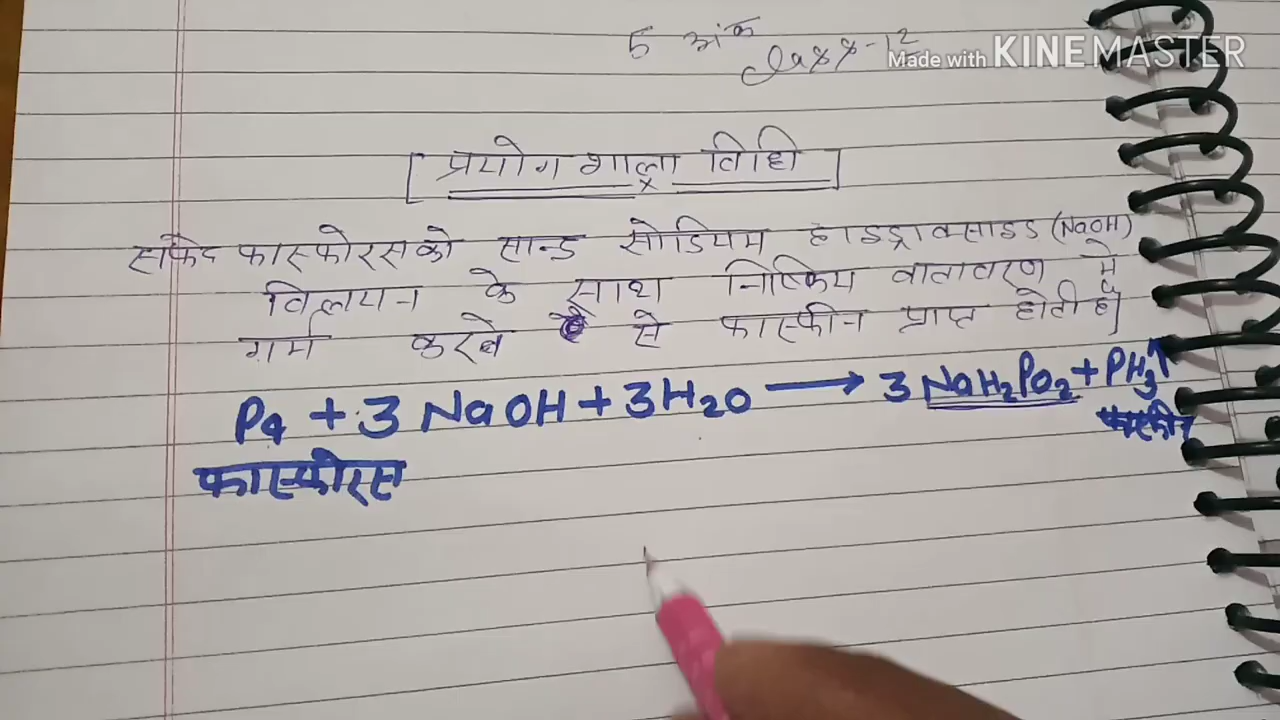 5 अंक
Class-12
Made with KINEMASTER
प्रयोगशाला विधि
सफेद फास्फोरस को सान्द्र सोडियम हाइड्राक्साइड (NaOH)
विलयन के साथ निष्क्रिय वातावरण में
गर्म करने से फास्फीन प्राप्त होती है।
P₄ + 3 NaOH + 3H₂O ⟶ 3 NaH₂PO₂ + PH₃↑
फास्फोरस फास्फीन